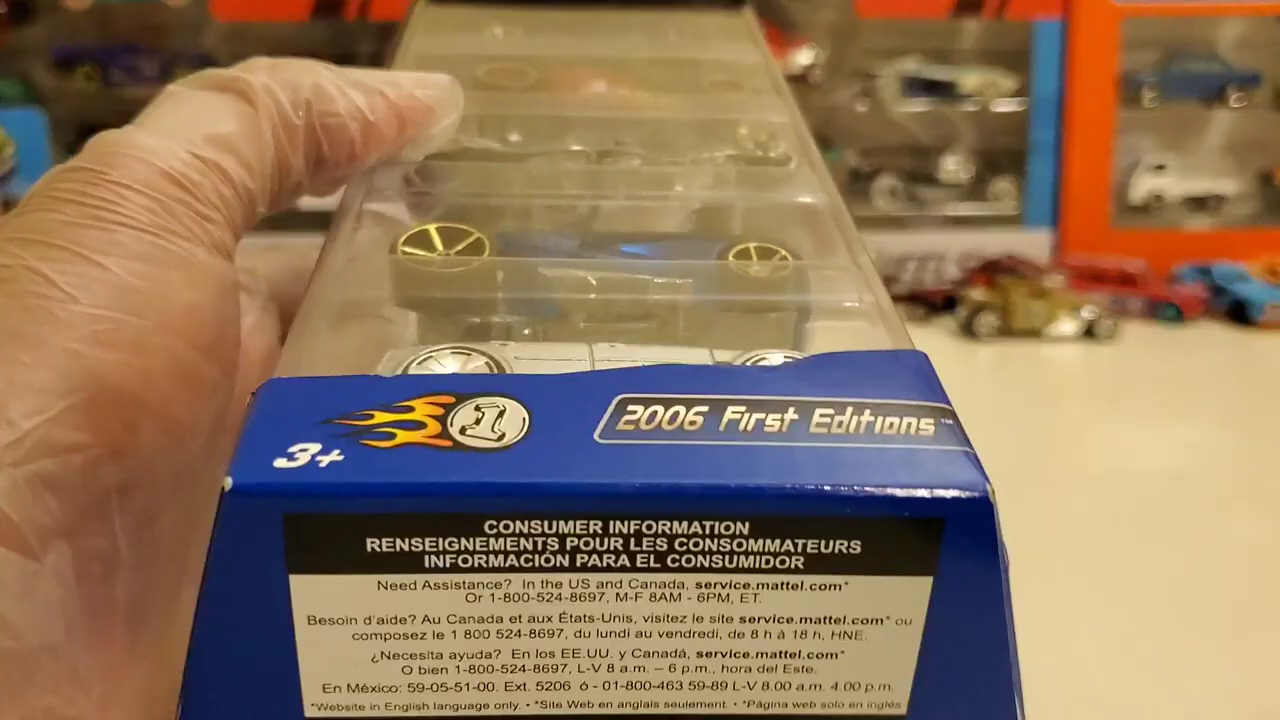 1
2006 First Editions™
3+
CONSUMER INFORMATION
RENSEIGNEMENTS POUR LES CONSOMMATEURS
INFORMACIÓN PARA EL CONSUMIDOR
Need Assistance? In the US and Canada, service.mattel.com*
Or 1-800-524-8697, M-F 8AM - 6PM, ET.
Besoin d'aide? Au Canada et aux États-Unis, visitez le site service.mattel.com* ou
composez le 1 800 524-8697, du lundi au vendredi, de 8 h à 18 h, HNE.
¿Necesita ayuda? En los EE.UU. y Canadá, service.mattel.com*
O bien 1-800-524-8697, L-V 8 a.m. – 6 p.m., hora del Este.
En México: 59-05-51-00. Ext. 5206 ó - 01-800-463 59-89 L-V 8.00 a.m. 4.00 p.m.
*Website in English language only. • *Site Web en anglais seulement. • *Página web solo en inglés